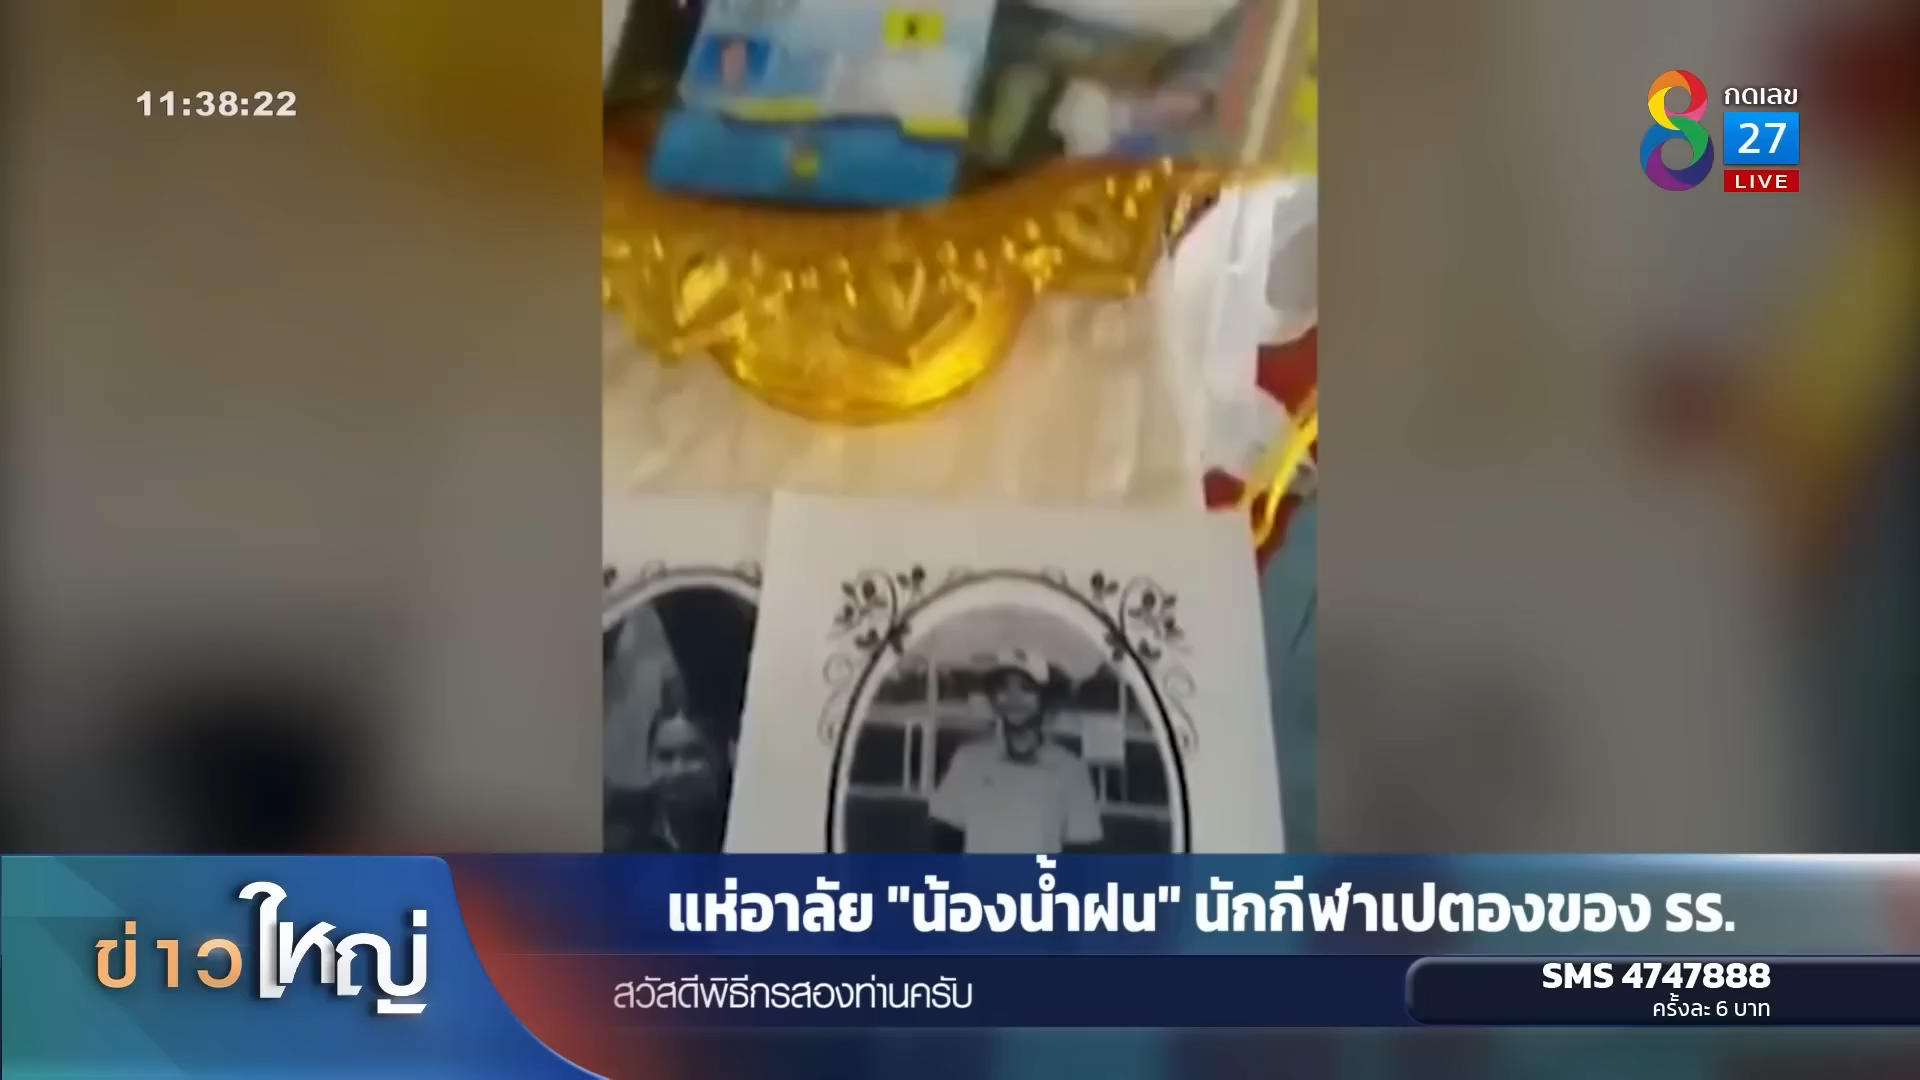 11:38:22
กดเลข
27
LIVE
แห่อาลัย "น้องน้ำฝน" นักกีฬาเปตองของ รร.
ข่าวใหญ่
สวัสดีพิธีกรสองท่านครับ
SMS 4747888
ครั้งละ 6 บาท